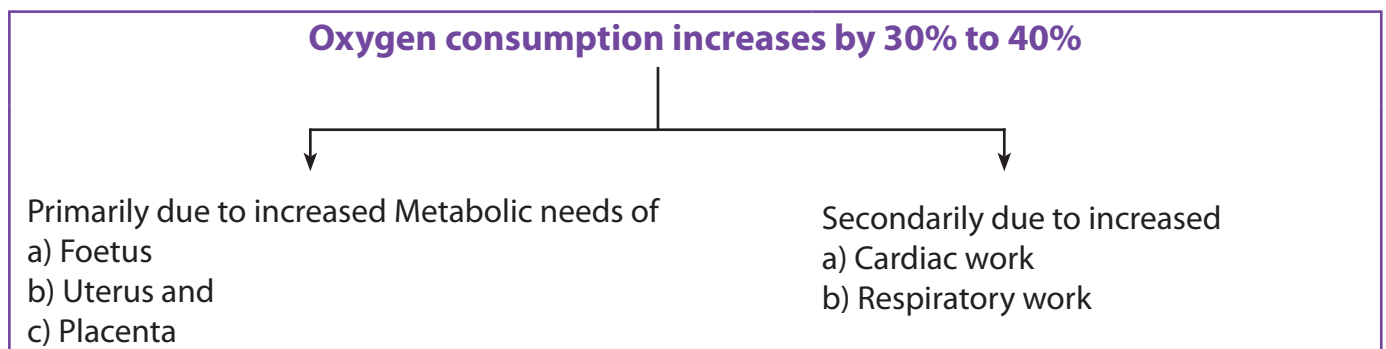 Oxygen consumption increases by 30% to 40%
Primarily due to increased Metabolic needs of
a) Foetus
b) Uterus and
c) Placenta
Secondarily due to increased
a) Cardiac work
b) Respiratory work